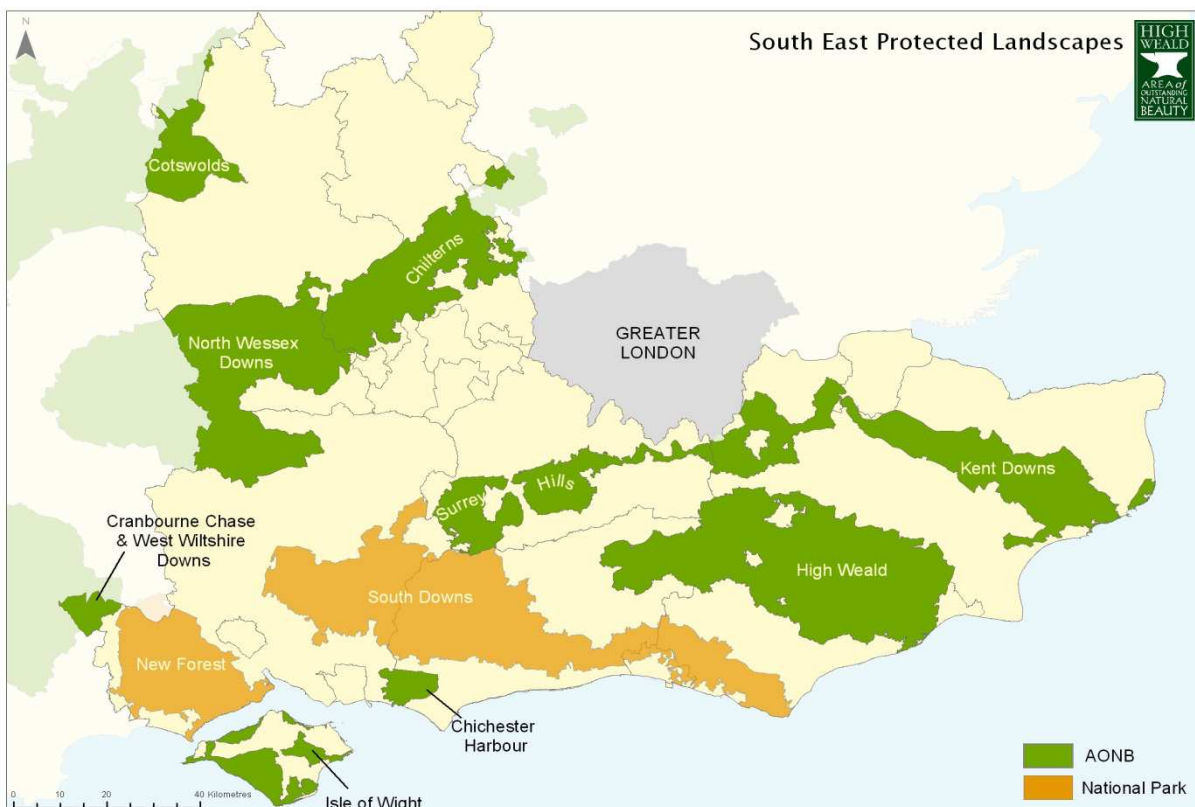 N
South East Protected Landscapes
HIGH
WEALD
AREA of
OUTSTANDING
NATURAL
BEAUTY
Cotswolds
Chilterns
North Wessex
Downs
GREATER
LONDON
Kent Downs
Surrey
Hills
Cranbourne Chase
& West Wiltshire
Downs
High Weald
South Downs
New Forest
Chichester
Harbour
Isle of Wight
AONB
National Park
0 10 20 40 Kilometres